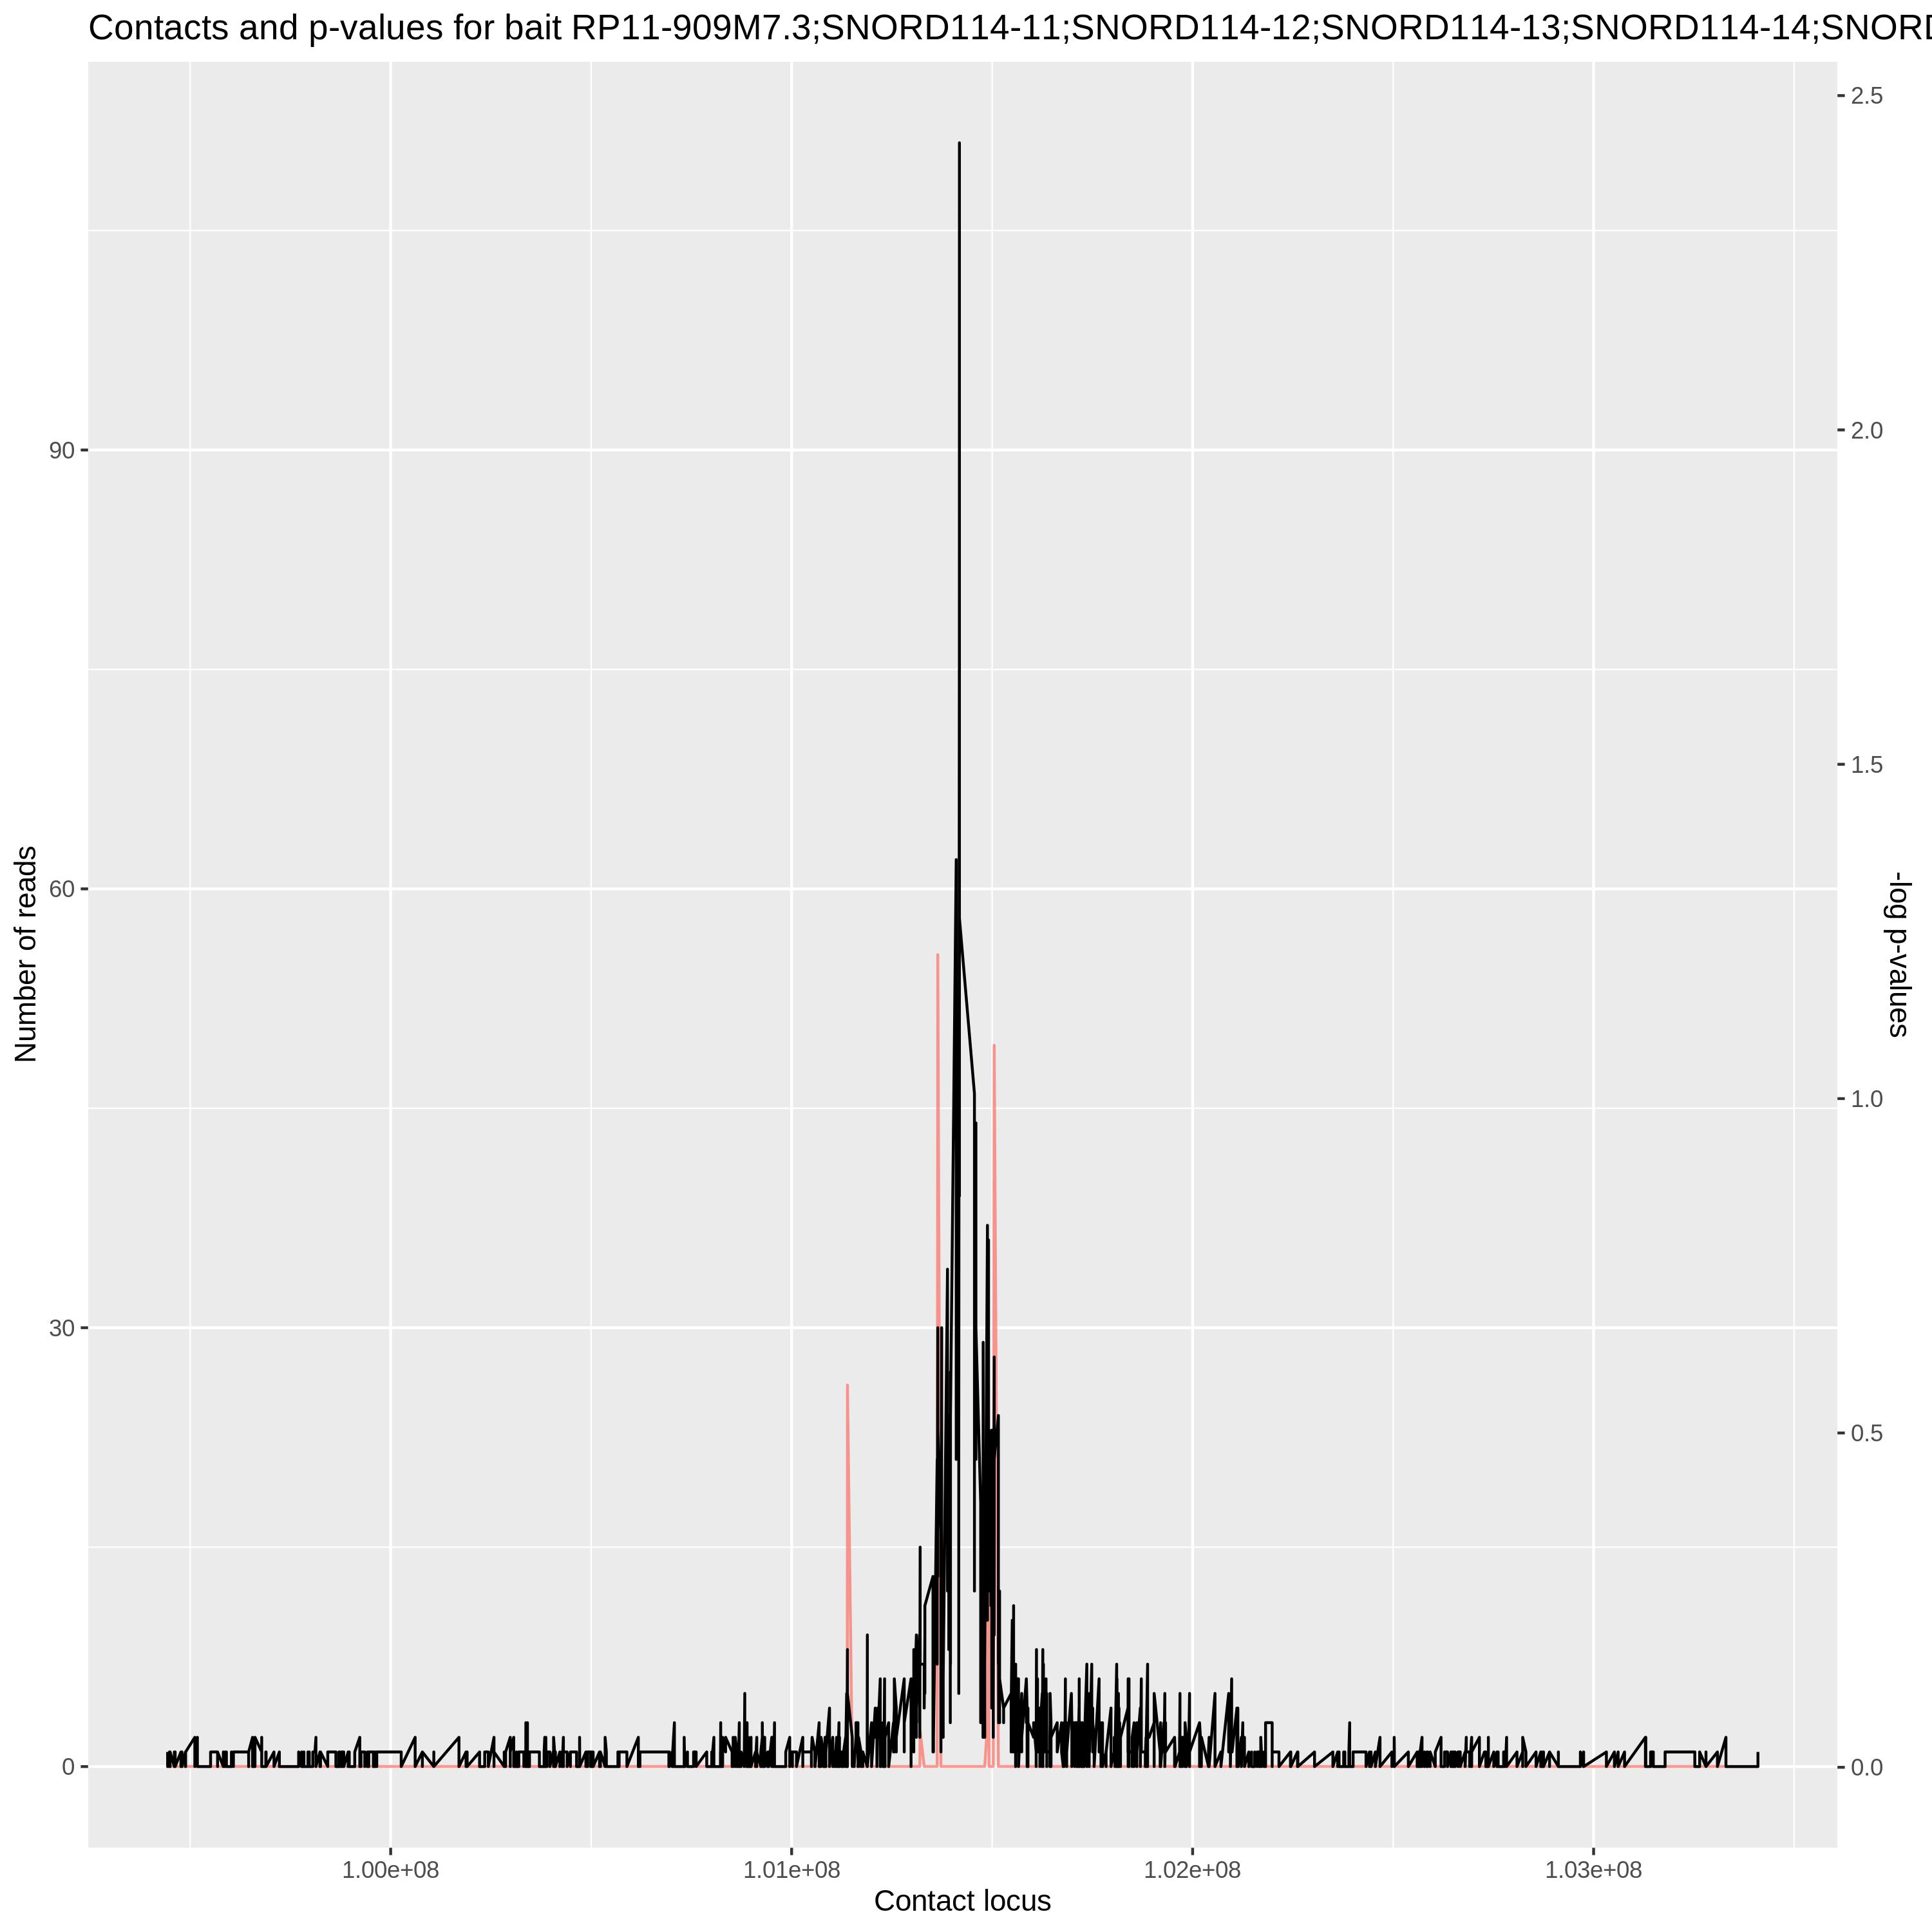 Contacts and p-values for bait RP11-909M7.3;SNORD114-11;SNORD114-12;SNORD114-13;SNORD114-14;SNORD
2.5
2.0
1.5
1.0
0.5
0.0
90
60
30
0
Number of reads
-log p-values
1.00e+08 1.01e+08 1.02e+08 1.03e+08
Contact locus